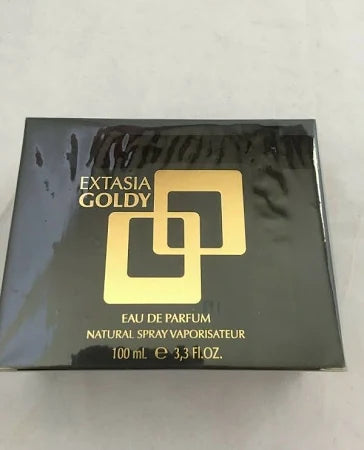 EXTASIA
GOLDY
EAU DE PARFUM
NATURAL SPRAY VAPORISATEUR
100 mL ℮ 3,3 Fl.OZ.